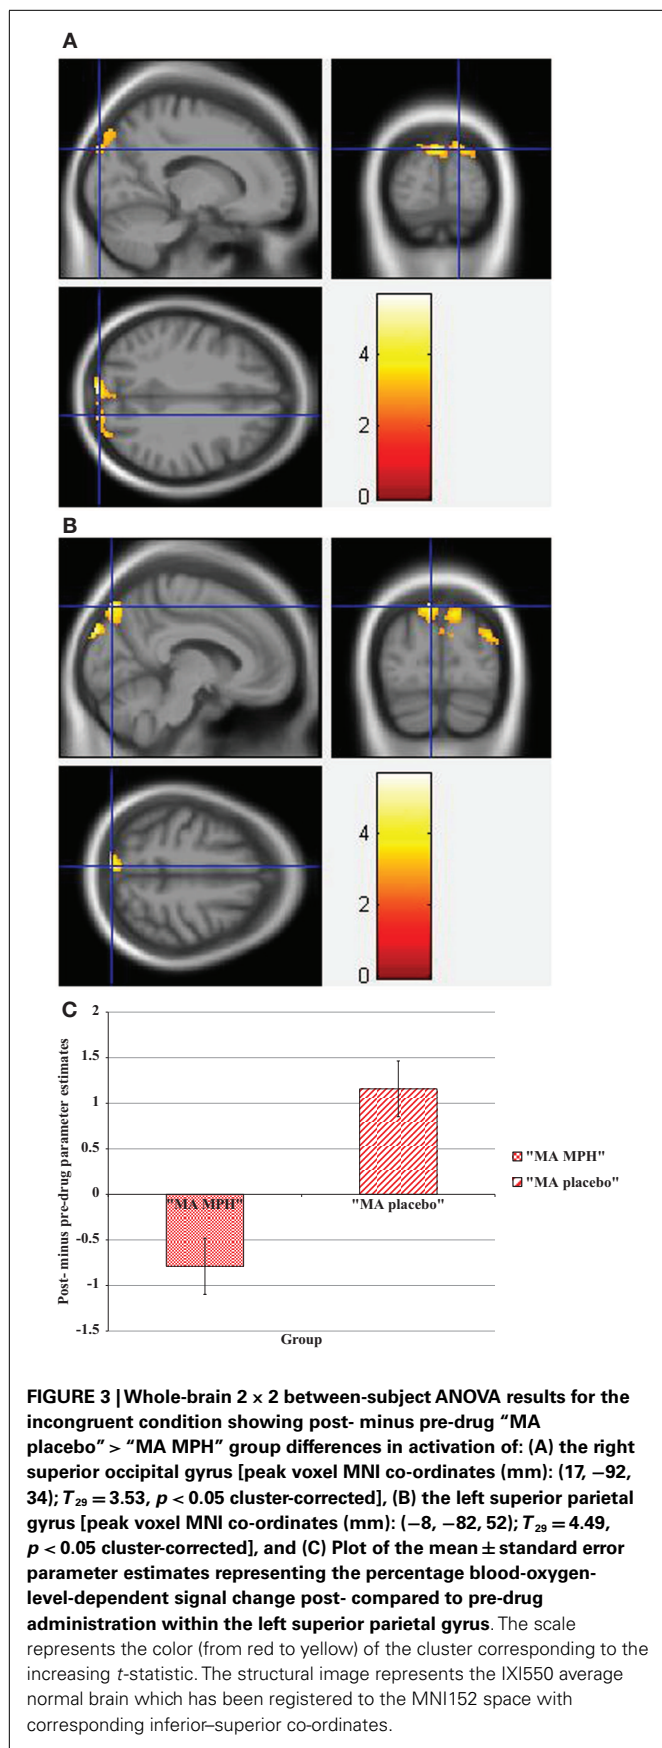 A
4
2
0
B
4
2
0
C
2
1.5
1
0.5
0
-0.5
-1
-1.5
Post- minus pre-drug parameter estimates
"MA MPH"
"MA placebo"
"MA MPH"
"MA placebo"
Group
FIGURE 3 | Whole-brain 2 × 2 between-subject ANOVA results for the
incongruent condition showing post- minus pre-drug “MA
placebo” > “MA MPH” group differences in activation of: (A) the right
superior occipital gyrus [peak voxel MNI co-ordinates (mm): (17, −92,
34); T29 = 3.53, p < 0.05 cluster-corrected], (B) the left superior parietal
gyrus [peak voxel MNI co-ordinates (mm): (−8, −82, 52); T29 = 4.49,
p < 0.05 cluster-corrected], and (C) Plot of the mean ± standard error
parameter estimates representing the percentage blood-oxygen-
level-dependent signal change post- compared to pre-drug
administration within the left superior parietal gyrus. The scale
represents the color (from red to yellow) of the cluster corresponding to the
increasing t-statistic. The structural image represents the IXI550 average
normal brain which has been registered to the MNI152 space with
corresponding inferior–superior co-ordinates.